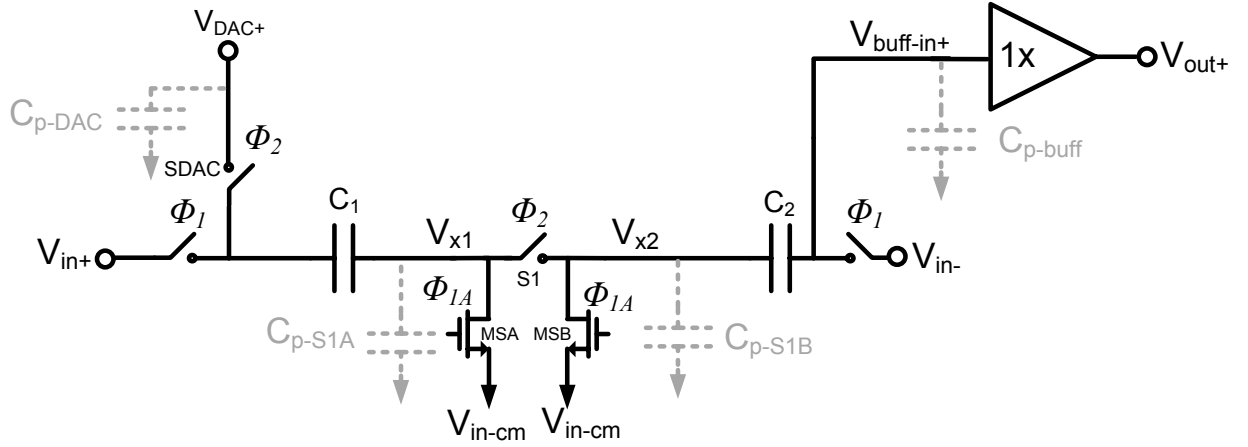 V_DAC+
V_buff-in+
1x
V_out+
C_p-DAC
Φ_2
SDAC
C_p-buff
Φ_1
C_1
Φ_2
C_2
Φ_1
V_in+
V_x1
V_x2
V_in-
S1
Φ_1A
Φ_1A
C_p-S1A
MSA
MSB
C_p-S1B
V_in-cm
V_in-cm